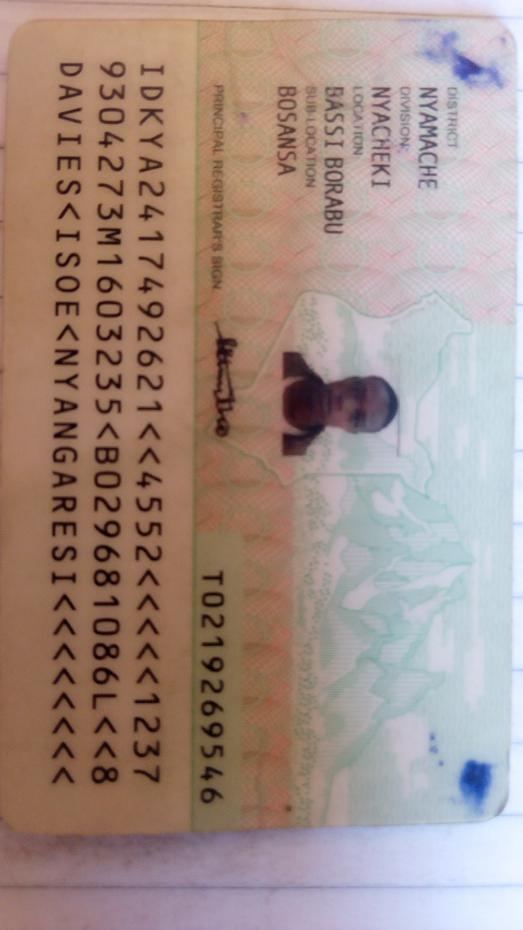 DISTRICT
NYAMACHE
DIVISION:
NYACHEKI
LOCATION
BASSI BORABU
SUB-LOCATION
BOSANSA
PRINCIPAL REGISTRAR'S SIGN.
T0219269546
IDKYA2417492621<<4552<<<<<<1237
9304273M1603235<B029681086L<<8
DAVIES<ISOE<NYANGARESI<<<<<<<<